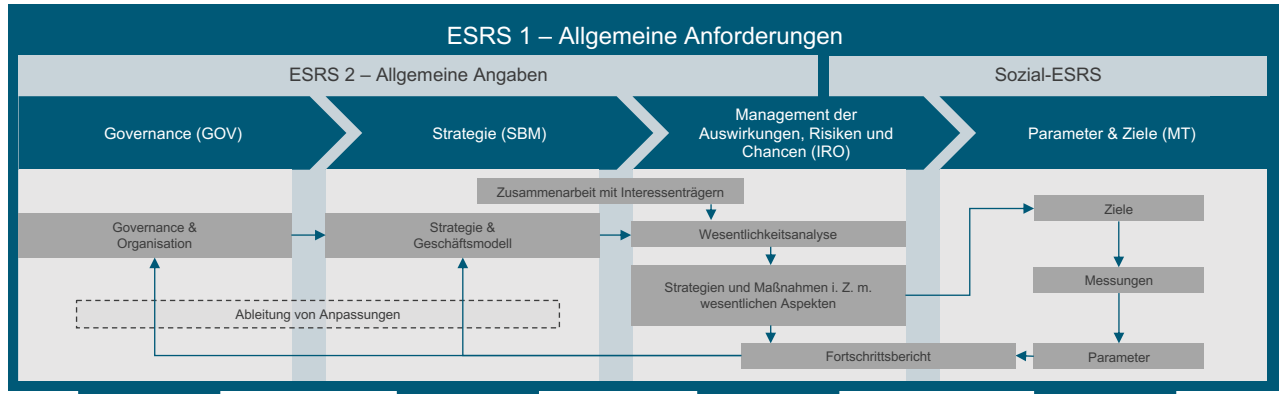 ESRS 1 – Allgemeine Anforderungen
ESRS 2 – Allgemeine Angaben
Sozial-ESRS
Governance (GOV)
Strategie (SBM)
Management der
Auswirkungen, Risiken und
Chancen (IRO)
Parameter & Ziele (MT)
Zusammenarbeit mit Interessenträgern
Governance &
Organisation
Strategie &
Geschäftsmodell
Wesentlichkeitsanalyse
Ziele
Strategien und Maßnahmen i. Z. m.
wesentlichen Aspekten
Messungen
Ableitung von Anpassungen
Fortschrittsbericht
Parameter